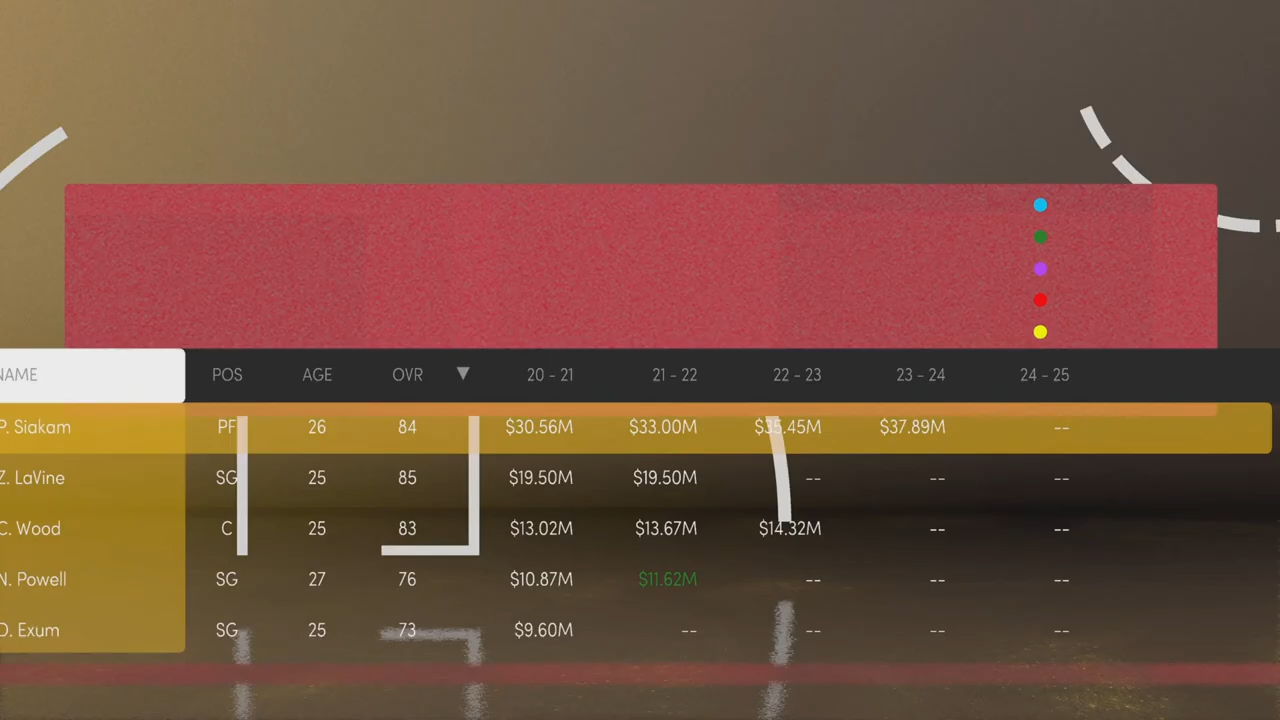 NAME POS AGE OVR ▼ 20 - 21 21 - 22 22 - 23 23 - 24 24 - 25
P. Siakam PF 26 84 $30.56M $33.00M $35.45M $37.89M --
Z. LaVine SG 25 85 $19.50M $19.50M -- -- --
C. Wood C 25 83 $13.02M $13.67M $14.32M -- --
N. Powell SG 27 76 $10.87M $11.62M -- -- --
D. Exum SG 25 73 $9.60M -- -- -- --